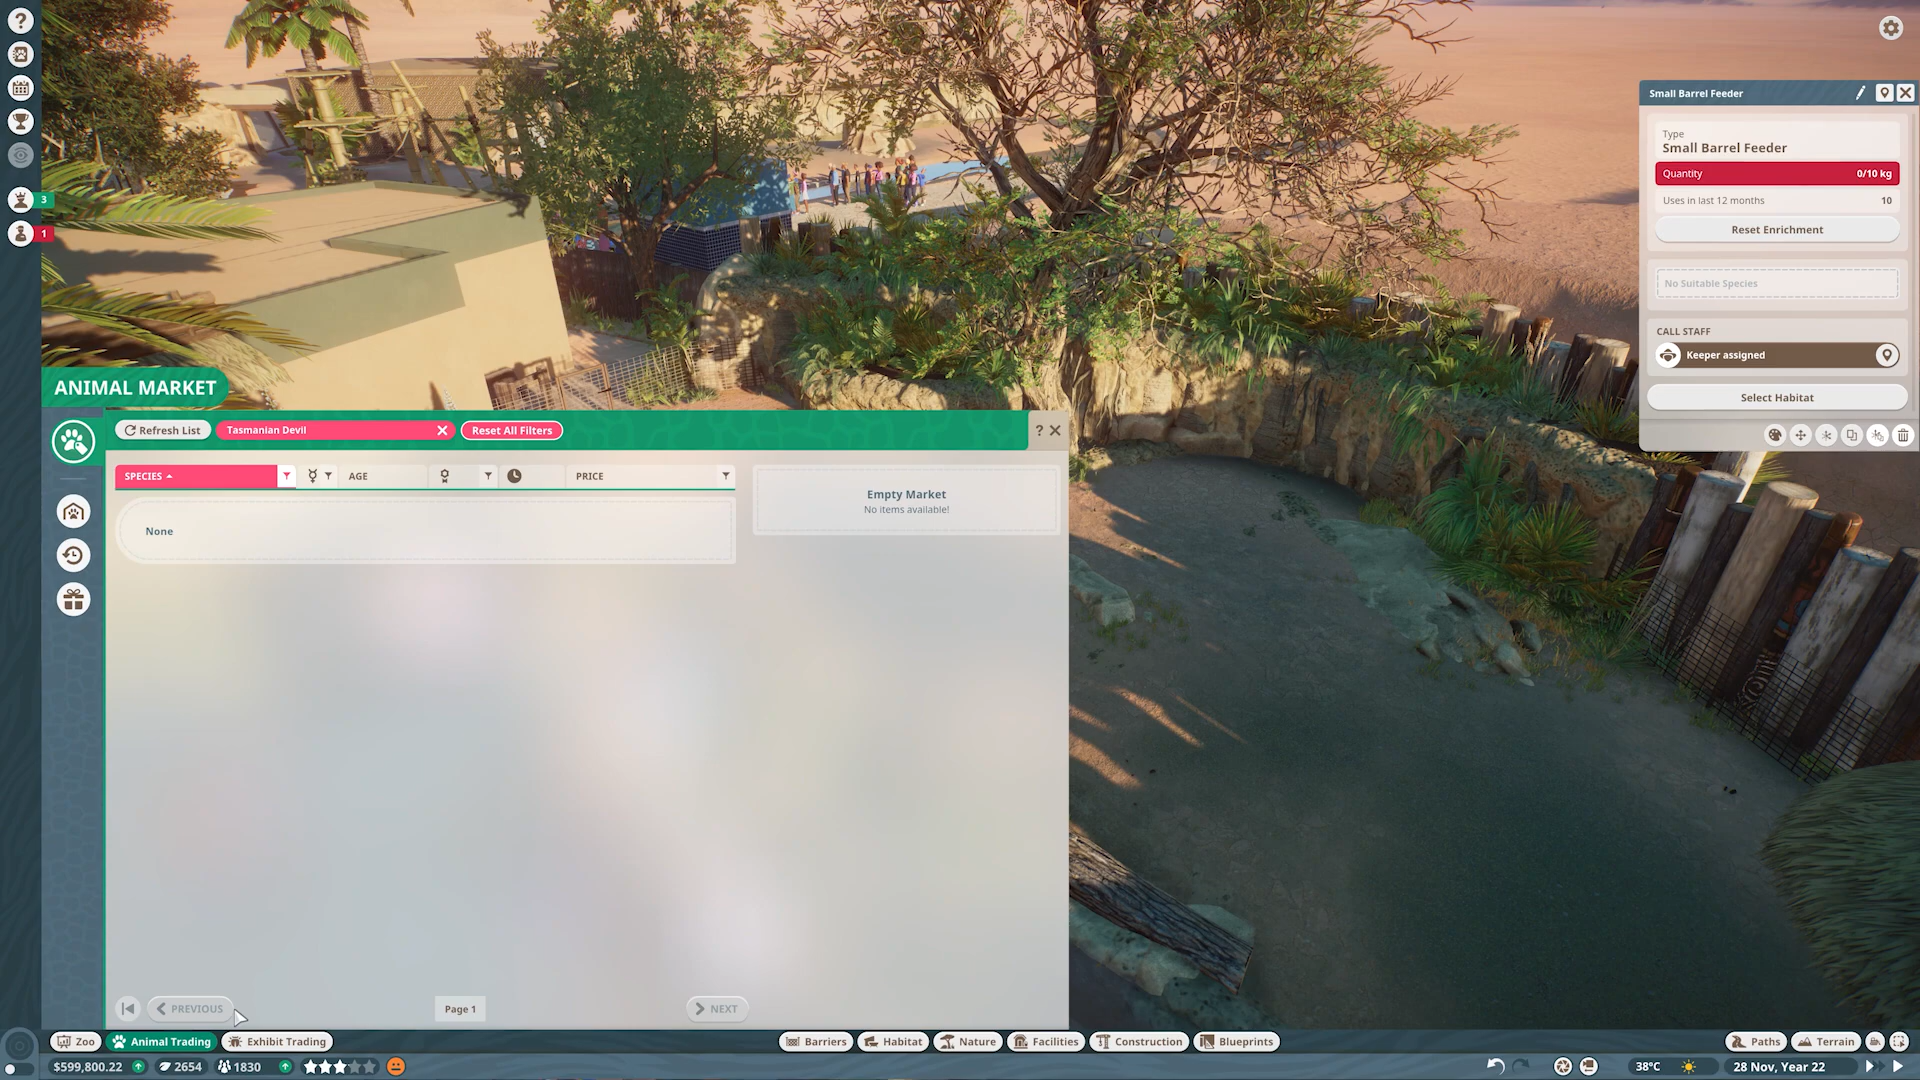 ?
3
1
Small Barrel Feeder
Type
Small Barrel Feeder
Quantity 0/10 kg
Uses in last 12 months 10
Reset Enrichment
No Suitable Species
CALL STAFF
Keeper assigned
Select Habitat
ANIMAL MARKET
Refresh List Tasmanian Devil Reset All Filters ?
SPECIES AGE PRICE
None
Empty Market
No items available!
PREVIOUS Page 1 NEXT
Zoo Animal Trading Exhibit Trading Barriers Habitat Nature Facilities Construction Blueprints Paths Terrain
$599,800.22 2654 1830 38°C 28 Nov, Year 22